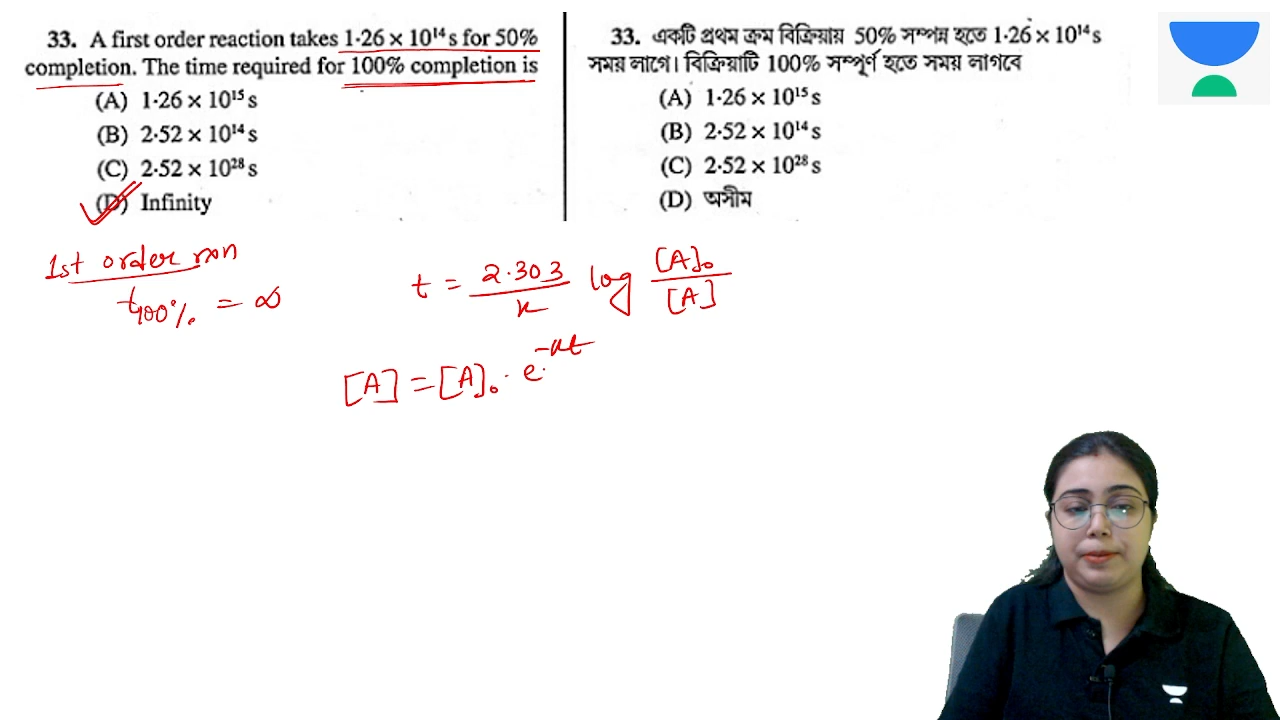 33. A first order reaction takes 1·26 × 10¹⁴ s for 50%
completion. The time required for 100% completion is
(A) 1·26 × 10¹⁵ s
(B) 2·52 × 10¹⁴ s
(C) 2·52 × 10²⁸ s
(D) Infinity
33. একটি প্রথম ক্রম বিক্রিয়ায় 50% সম্পন্ন হতে 1·26 × 10¹⁴ s
সময় লাগে। বিক্রিয়াটি 100% সম্পূর্ণ হতে সময় লাগবে
(A) 1·26 × 10¹⁵ s
(B) 2·52 × 10¹⁴ s
(C) 2·52 × 10²⁸ s
(D) অসীম
1st order rxn
t₁₀₀% = ∞
t = 2.303/k log [A]₀/[A]
[A] = [A]₀ · e^-kt